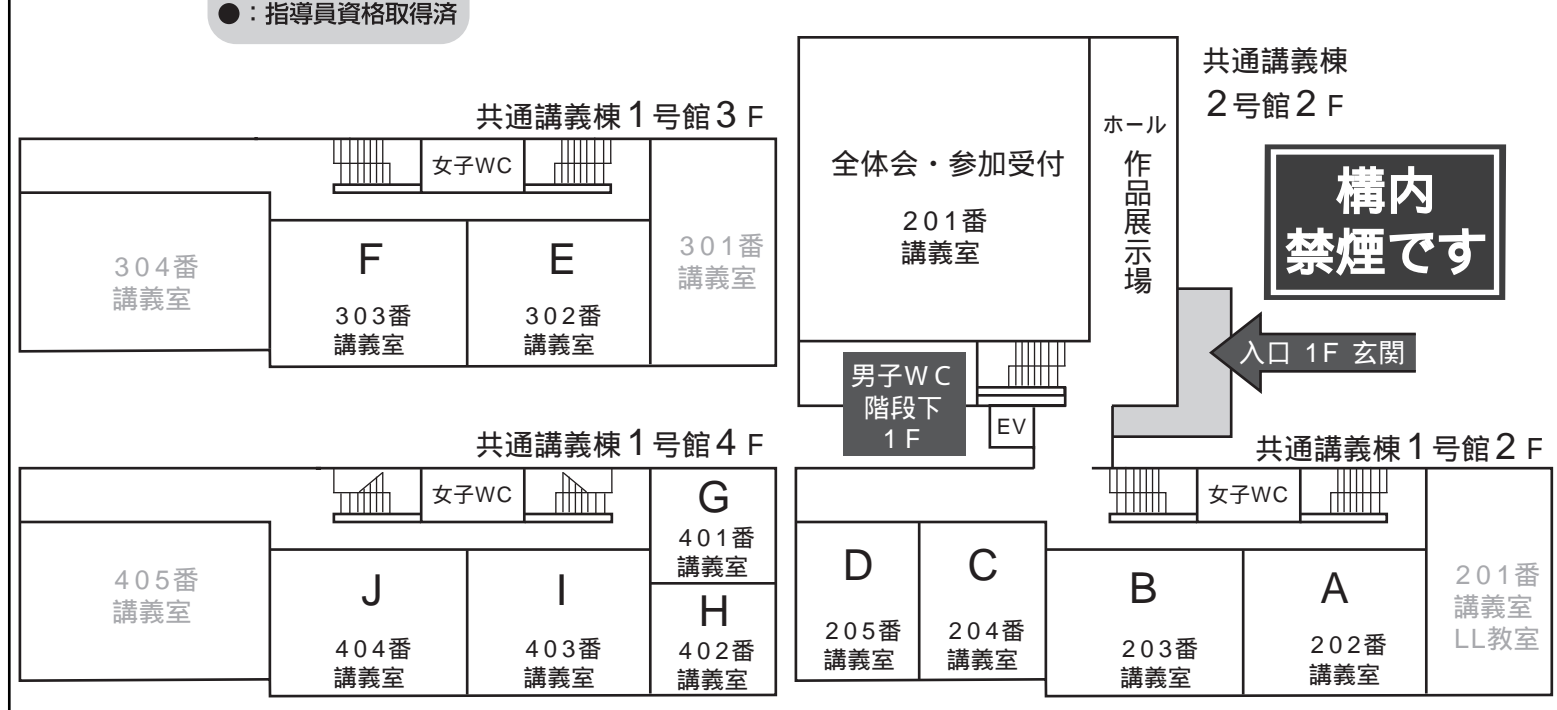 ●：指導員資格取得済
共通講義棟1号館3F
女子WC
304番
講義室
F
303番
講義室
E
302番
講義室
301番
講義室
共通講義棟
2号館2F
全体会・参加受付
201番
講義室
ホール
作品展示場
構内
禁煙です
入口 1F 玄関
男子WC
階段下
1F
EV
共通講義棟1号館4F
女子WC
405番
講義室
J
404番
講義室
I
403番
講義室
G
401番
講義室
H
402番
講義室
共通講義棟1号館2F
女子WC
D
205番
講義室
C
204番
講義室
B
203番
講義室
A
202番
講義室
201番
講義室
LL教室